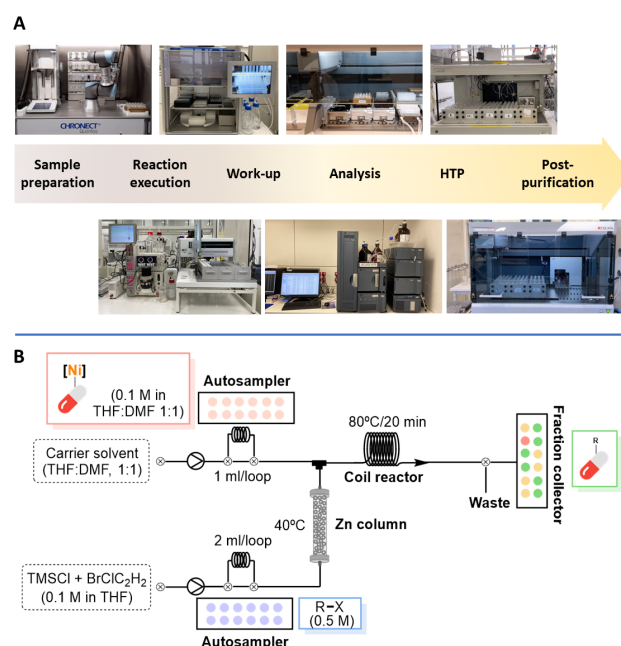 A
CHRONECT
Sample
preparation
Reaction
execution
Work-up
Analysis
HTP
Post-
purification
B
[Ni]
(0.1 M in
THF:DMF 1:1)
Autosampler
Carrier solvent
(THF:DMF, 1:1)
1 ml/loop
80ºC/20 min
Coil reactor
Waste
Fraction
collector
R
40ºC
Zn column
2 ml/loop
TMSCl + BrClC₂H₂
(0.1 M in THF)
R–X
(0.5 M)
Autosampler